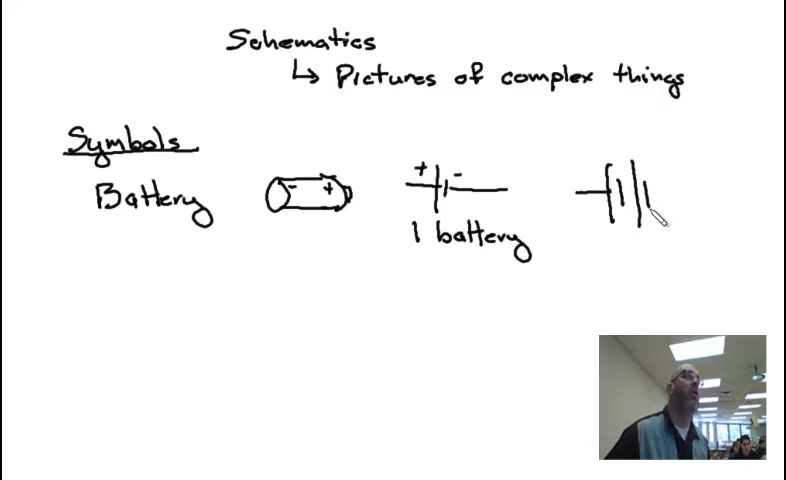 Schematics
↳ Pictures of complex things
Symbols
Battery - + + -
1 battery